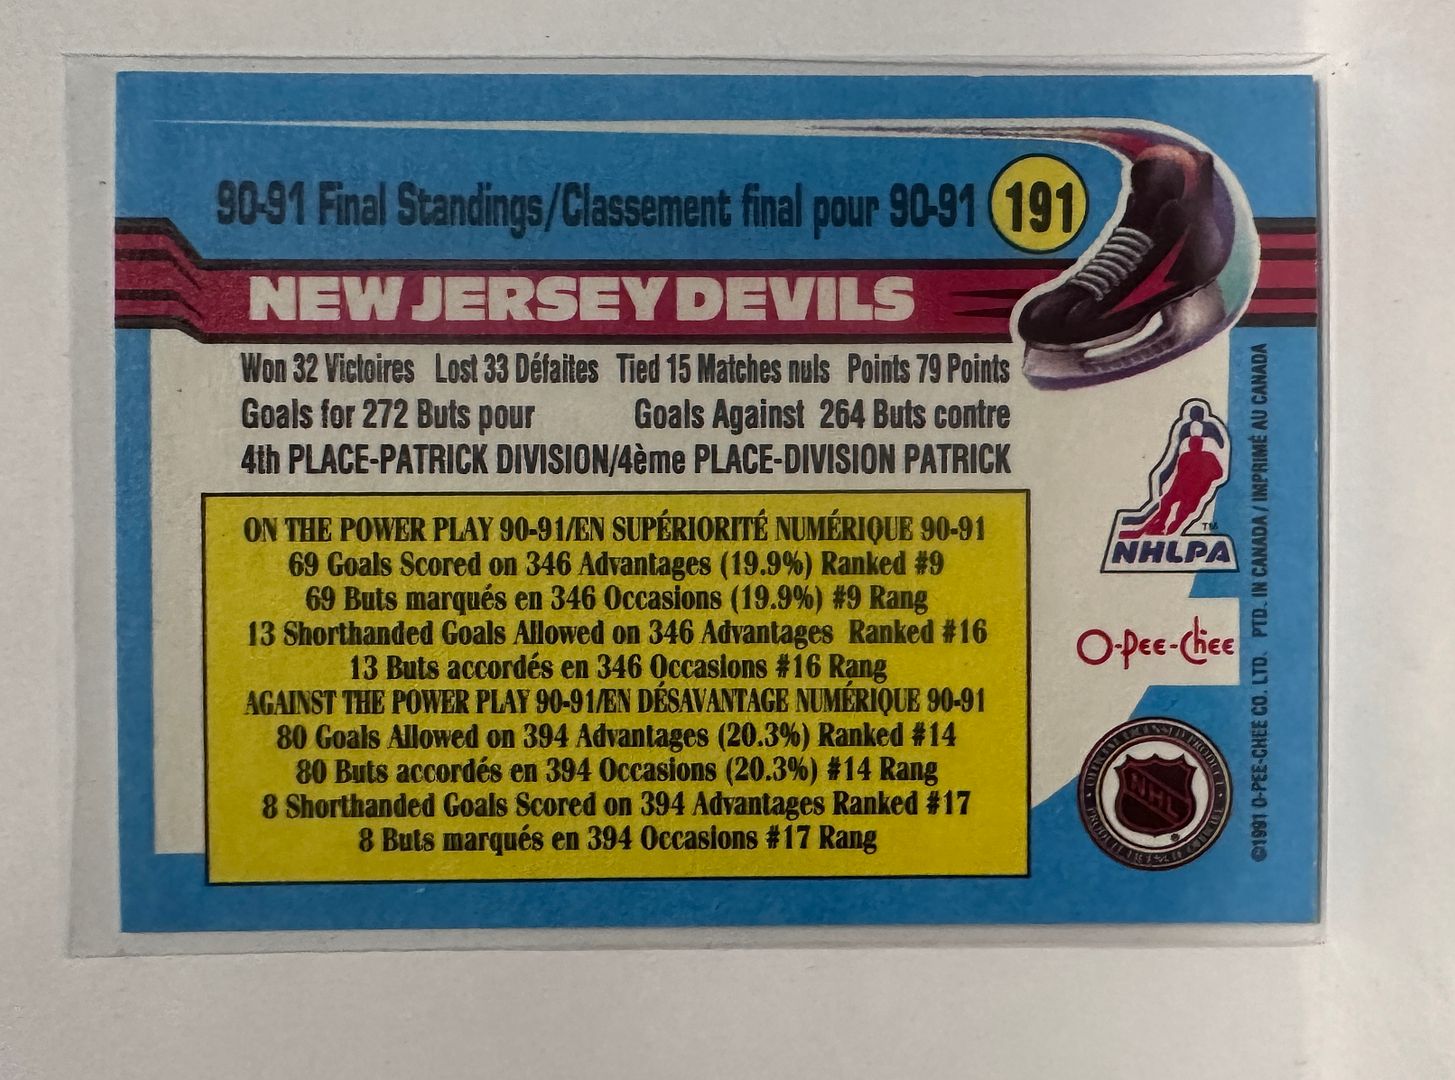 90-91 Final Standings/Classement final pour 90-91 191
NEW JERSEY DEVILS
Won 32 Victoires Lost 33 Défaites Tied 15 Matches nuls Points 79 Points
Goals for 272 Buts pour Goals Against 264 Buts contre
4th PLACE-PATRICK DIVISION/4ème PLACE-DIVISION PATRICK
ON THE POWER PLAY 90-91/EN SUPÉRIORITÉ NUMÉRIQUE 90-91
69 Goals Scored on 346 Advantages (19.9%) Ranked #9
69 Buts marqués en 346 Occasions (19.9%) #9 Rang
13 Shorthanded Goals Allowed on 346 Advantages Ranked #16
13 Buts accordés en 346 Occasions #16 Rang
AGAINST THE POWER PLAY 90-91/EN DÉSAVANTAGE NUMÉRIQUE 90-91
80 Goals Allowed on 394 Advantages (20.3%) Ranked #14
80 Buts accordés en 394 Occasions (20.3%) #14 Rang
8 Shorthanded Goals Scored on 394 Advantages Ranked #17
8 Buts marqués en 394 Occasions #17 Rang
TM
NHLPA
O-Pee-Chee
NHL
©1991 O-PEE-CHEE CO. LTD. PTD. IN CANADA / IMPRIMÉ AU CANADA